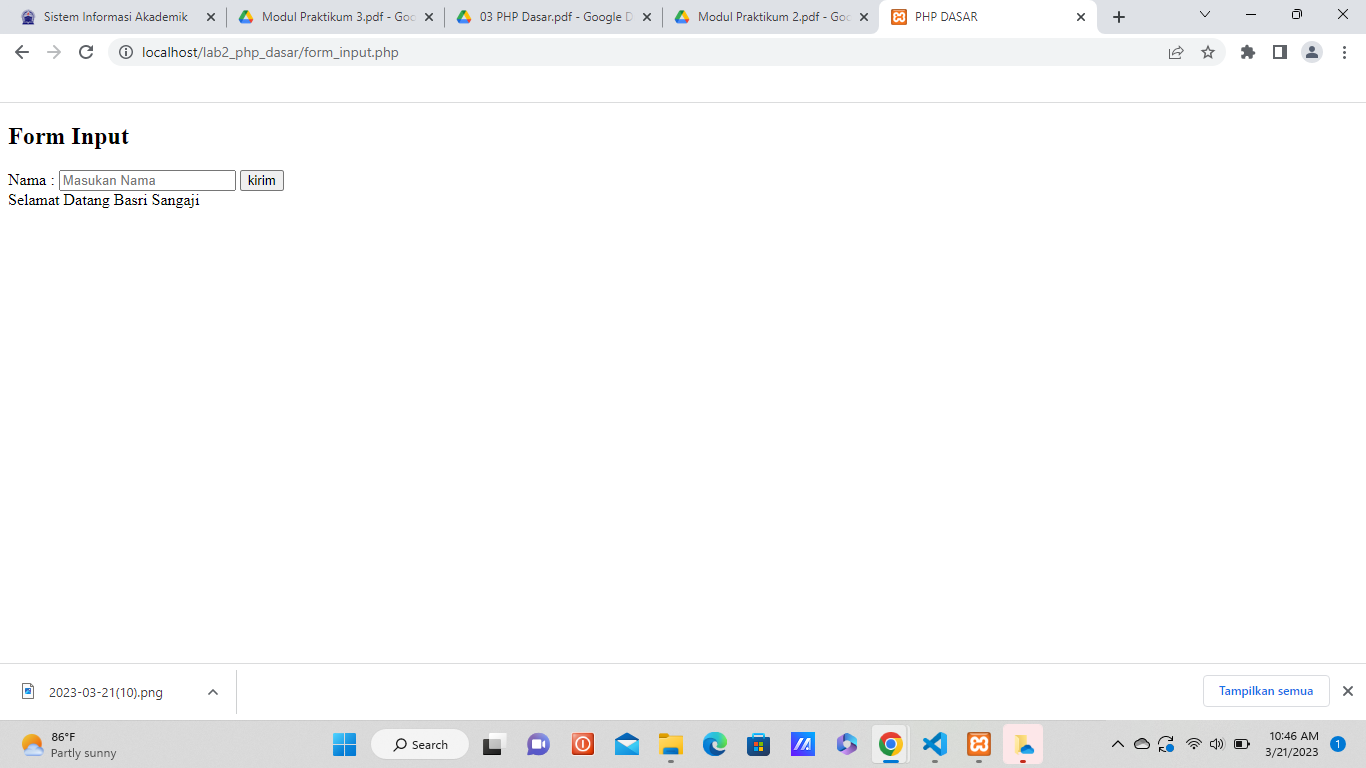 Sistem Informasi Akademik
Modul Praktikum 3.pdf - Goo
03 PHP Dasar.pdf - Google D
Modul Praktikum 2.pdf - Goo
PHP DASAR
localhost/lab2_php_dasar/form_input.php
Form Input
Nama : Masukan Nama kirim
Selamat Datang Basri Sangaji
2023-03-21(10).png
Tampilkan semua
86°F
Partly sunny
Search
10:46 AM
3/21/2023
1